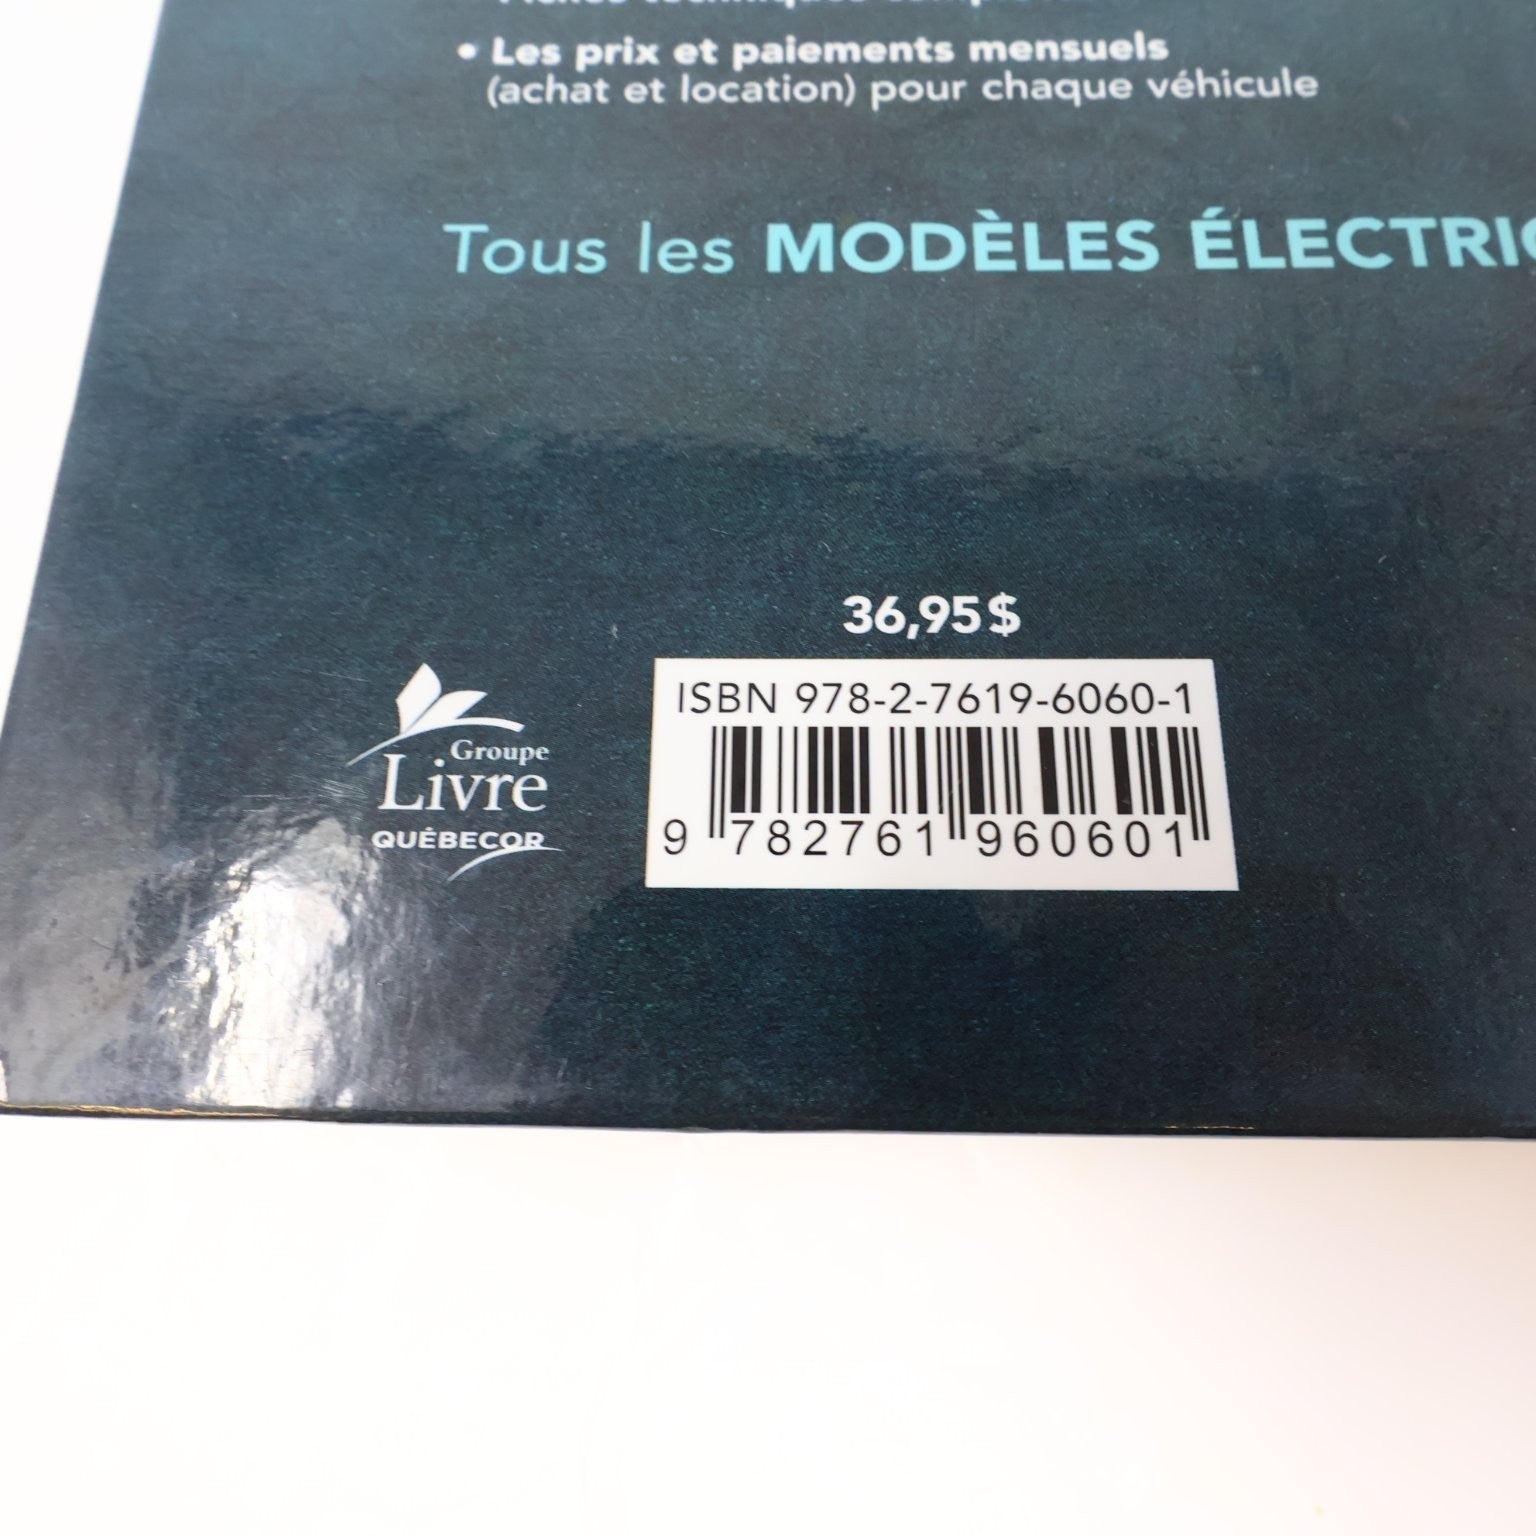 • Les prix et paiements mensuels
(achat et location) pour chaque véhicule
Tous les MODÈLES ÉLECTRIQ
36,95$
ISBN 978-2-7619-6060-1
9 782761 960601
Groupe
Livre
QUÉBECOR